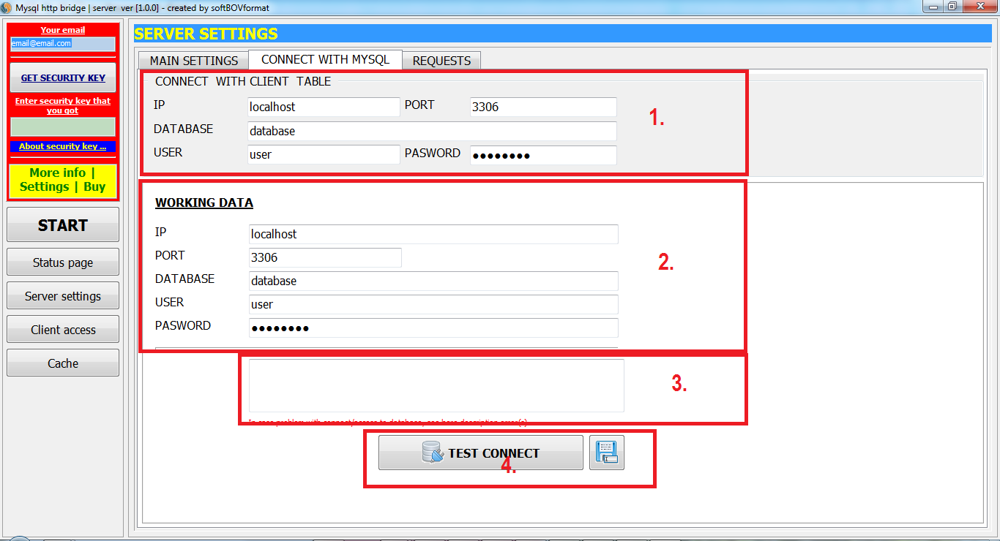 Mysql http bridge | server ver [1.0.0] - created by softBOVformat
Your email
email@email.com
GET SECURITY KEY
Enter security key that
you got
About security key ...
More info |
Settings | Buy
START
Status page
Server settings
Client access
Cache
SERVER SETTINGS
MAIN SETTINGS CONNECT WITH MYSQL REQUESTS
CONNECT WITH CLIENT TABLE
IP localhost PORT 3306
1.
DATABASE database
USER user PASWORD ●●●●●●●●
WORKING DATA
IP localhost
PORT 3306
2.
DATABASE database
USER user
PASWORD ●●●●●●●●
3.
In case problem with connect/access to database, see here description error(s)
TEST CONNECT
4.